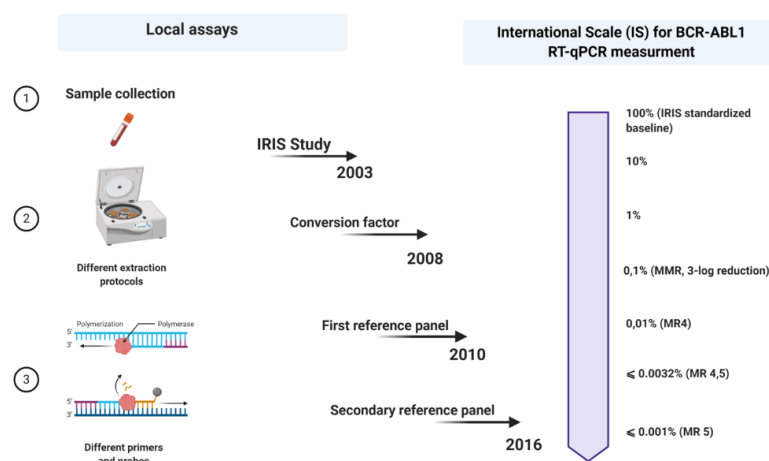 Local assays
International Scale (IS) for BCR-ABL1
RT-qPCR measurment
1
Sample collection
IRIS Study
2003
2
Different extraction
protocols
Conversion factor
2008
3
Polymerization
Polymerase
5'
3'
First reference panel
2010
5'
3'
Different primers
and probes
Secondary reference panel
2016
100% (IRIS standardized
baseline)
10%
1%
0,1% (MMR, 3-log reduction)
0,01% (MR4)
⩽ 0.0032% (MR 4,5)
⩽ 0.001% (MR 5)